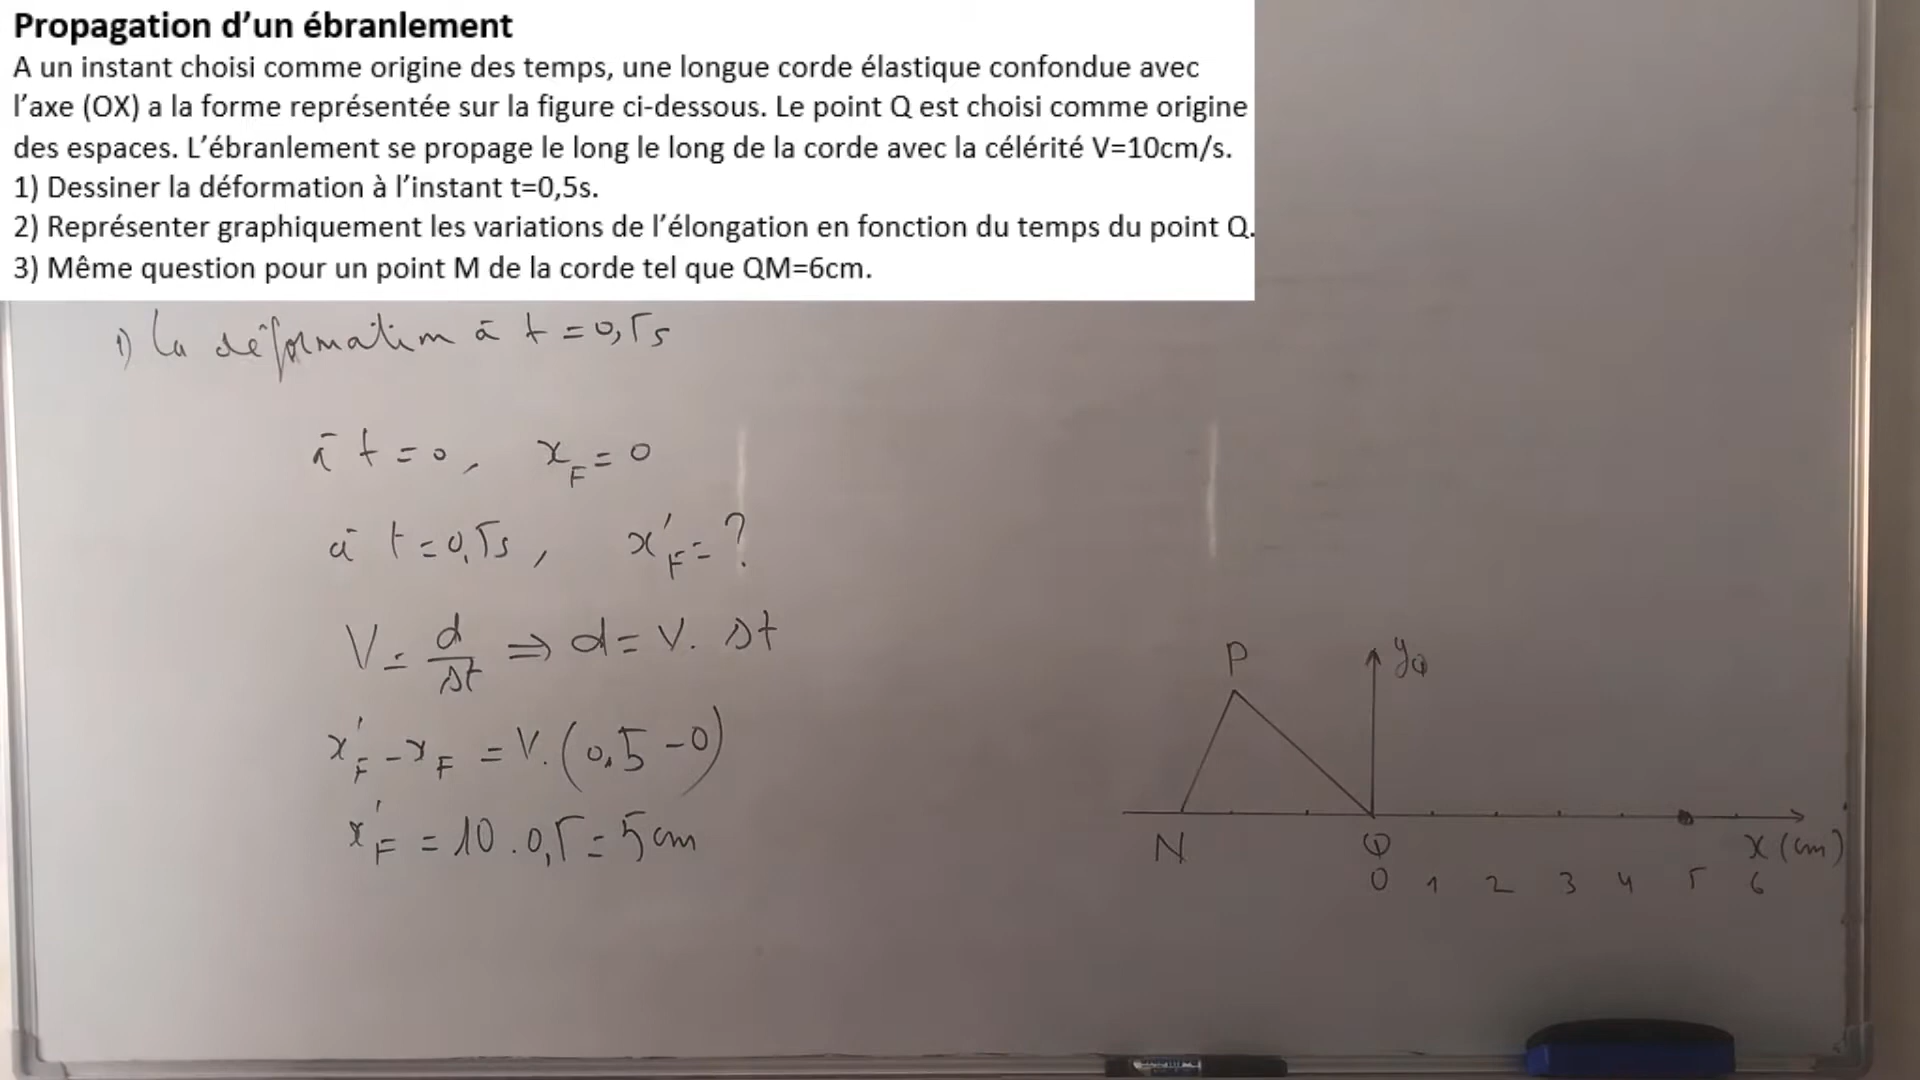 Propagation d'un ébranlement
A un instant choisi comme origine des temps, une longue corde élastique confondue avec
l'axe (OX) a la forme représentée sur la figure ci-dessous. Le point Q est choisi comme origine
des espaces. L'ébranlement se propage le long le long de la corde avec la célérité V=10cm/s.
1) Dessiner la déformation à l'instant t=0,5s.
2) Représenter graphiquement les variations de l'élongation en fonction du temps du point Q.
3) Même question pour un point M de la corde tel que QM=6cm.
1) La déformation à t = 0,5s
à t = 0, x_F = 0
à t = 0,5s, x'_F = ?
V = d/Δt ⇒ d = V. Δt
x'_F - x_F = V. (0,5 - 0)
x'_F = 10 . 0,5 = 5 cm
P y_Q
N Q x (cm)
0 1 2 3 4 5 6